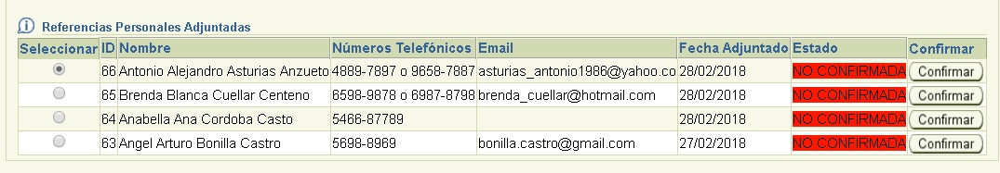 Referencias Personales Adjuntadas
Seleccionar ID Nombre Números Telefónicos Email Fecha Adjuntado Estado Confirmar
66 Antonio Alejandro Asturias Anzueto 4889-7897 o 9658-7887 asturias_antonio1986@yahoo.co 28/02/2018 NO CONFIRMADA Confirmar
65 Brenda Blanca Cuellar Centeno 6598-9878 o 6987-8798 brenda_cuellar@hotmail.com 28/02/2018 NO CONFIRMADA Confirmar
64 Anabella Ana Cordoba Casto 5466-87789 28/02/2018 NO CONFIRMADA Confirmar
63 Angel Arturo Bonilla Castro 5698-8969 bonilla.castro@gmail.com 27/02/2018 NO CONFIRMADA Confirmar